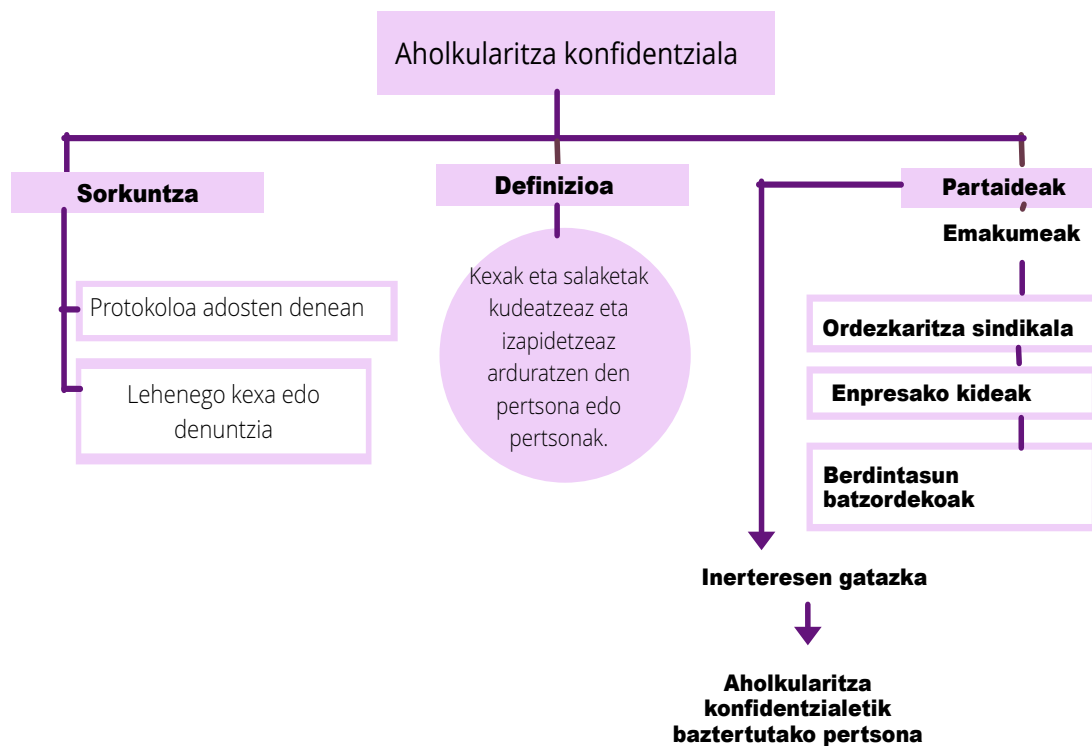 Aholkularitza konfidentziala
Sorkuntza
Protokoloa adosten denean
Lehenego kexa edo
denuntzia
Definizioa
Kexak eta salaketak
kudeatzeaz eta
izapidetzeaz
arduratzen den
pertsona edo
pertsonak.
Partaideak
Emakumeak
Ordezkaritza sindikala
Enpresako kideak
Berdintasun
batzordekoak
Inerteresen gatazka
Aholkularitza
konfidentzialetik
baztertutako pertsona